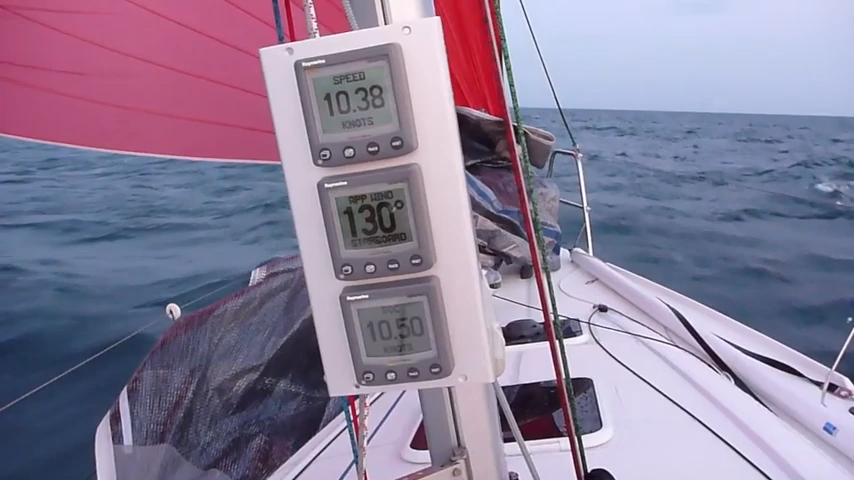 Raymarine
SPEED
10.38
KNOTS
Raymarine
APP WIND
130°
STARBOARD
Raymarine
10.50
KNOTS